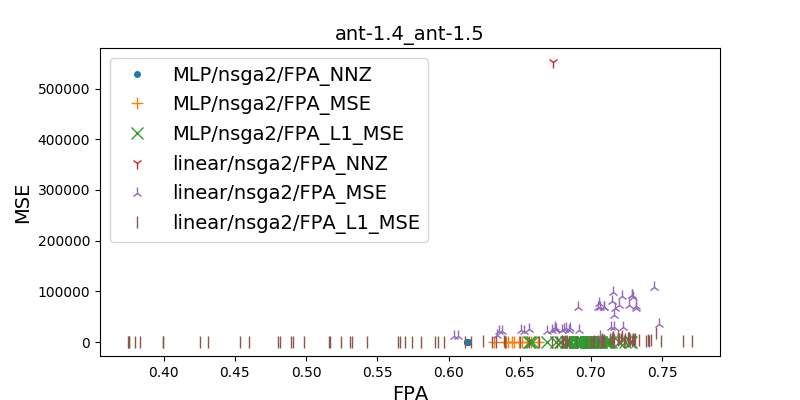 ant-1.4_ant-1.5
MLP/nsga2/FPA_NNZ
MLP/nsga2/FPA_MSE
MLP/nsga2/FPA_L1_MSE
linear/nsga2/FPA_NNZ
linear/nsga2/FPA_MSE
linear/nsga2/FPA_L1_MSE
MSE
500000
400000
300000
200000
100000
0
0.40 0.45 0.50 0.55 0.60 0.65 0.70 0.75
FPA